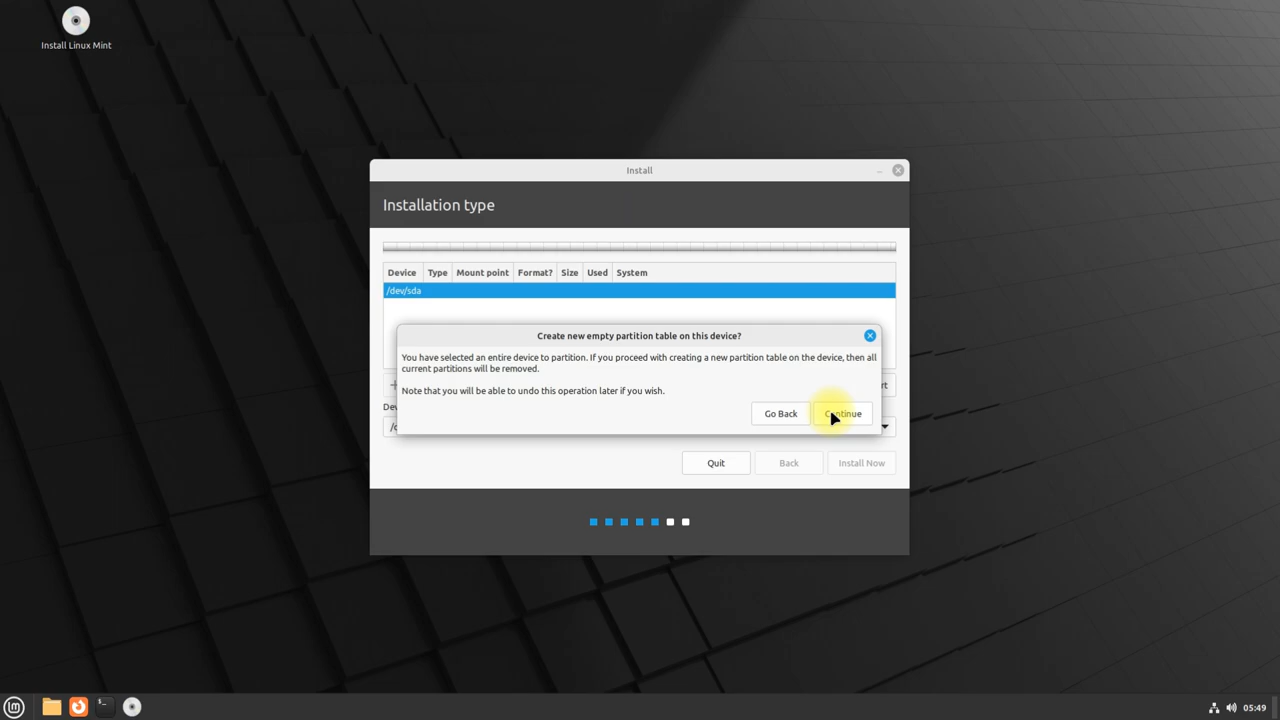 Install Linux Mint
Install
Installation type
Device Type Mount point Format? Size Used System
/dev/sda
Create new empty partition table on this device?
You have selected an entire device to partition. If you proceed with creating a new partition table on the device, then all
current partitions will be removed.
Note that you will be able to undo this operation later if you wish.
Go Back Continue
Quit Back Install Now
05:49